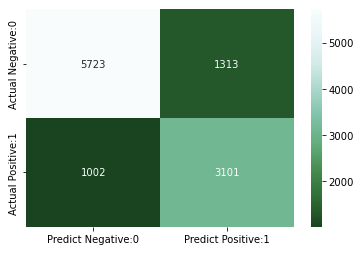 Actual Negative:0
5723 1313
5000
4000
3000
Actual Positive:1
1002 3101
2000
Predict Negative:0 Predict Positive:1